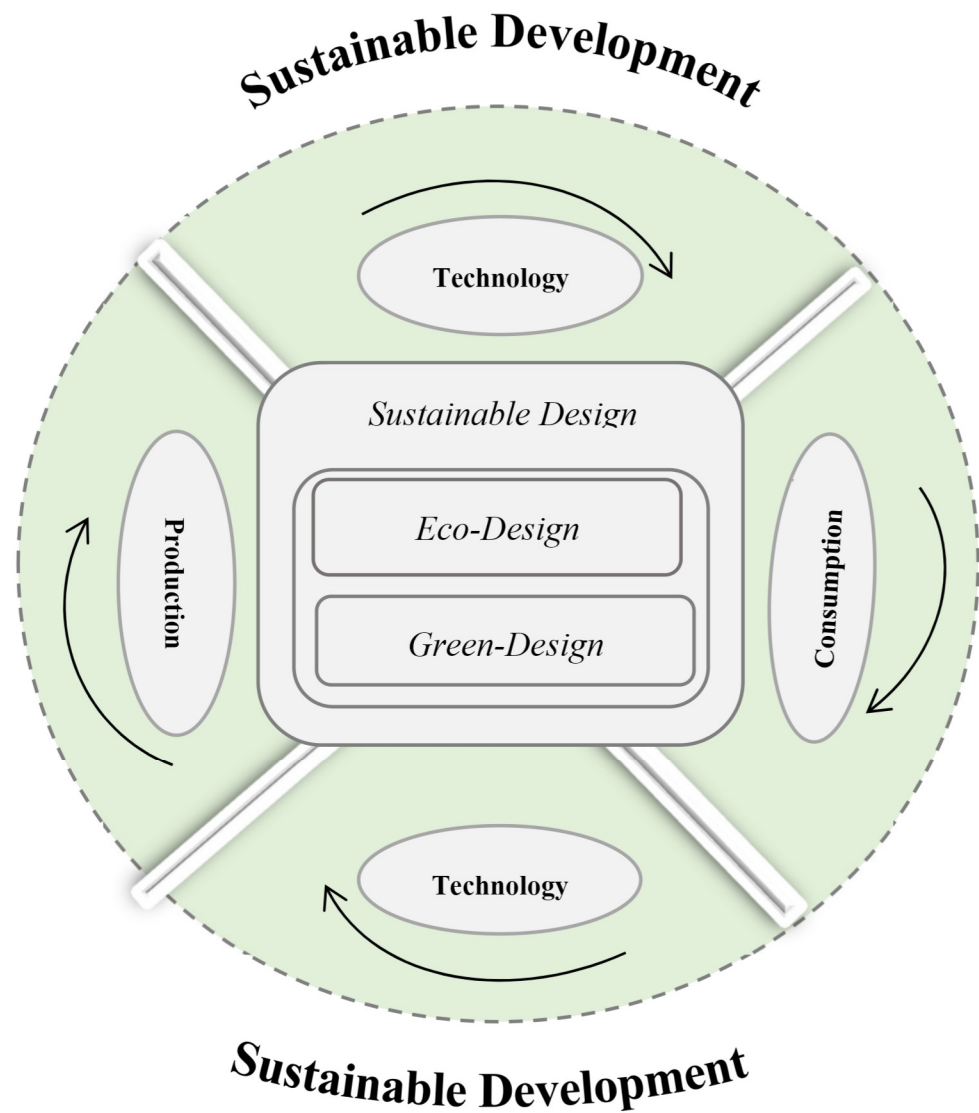 Sustainable Development
Technology
Sustainable Design
Eco-Design
Green-Design
Production
Consumption
Technology
Sustainable Development